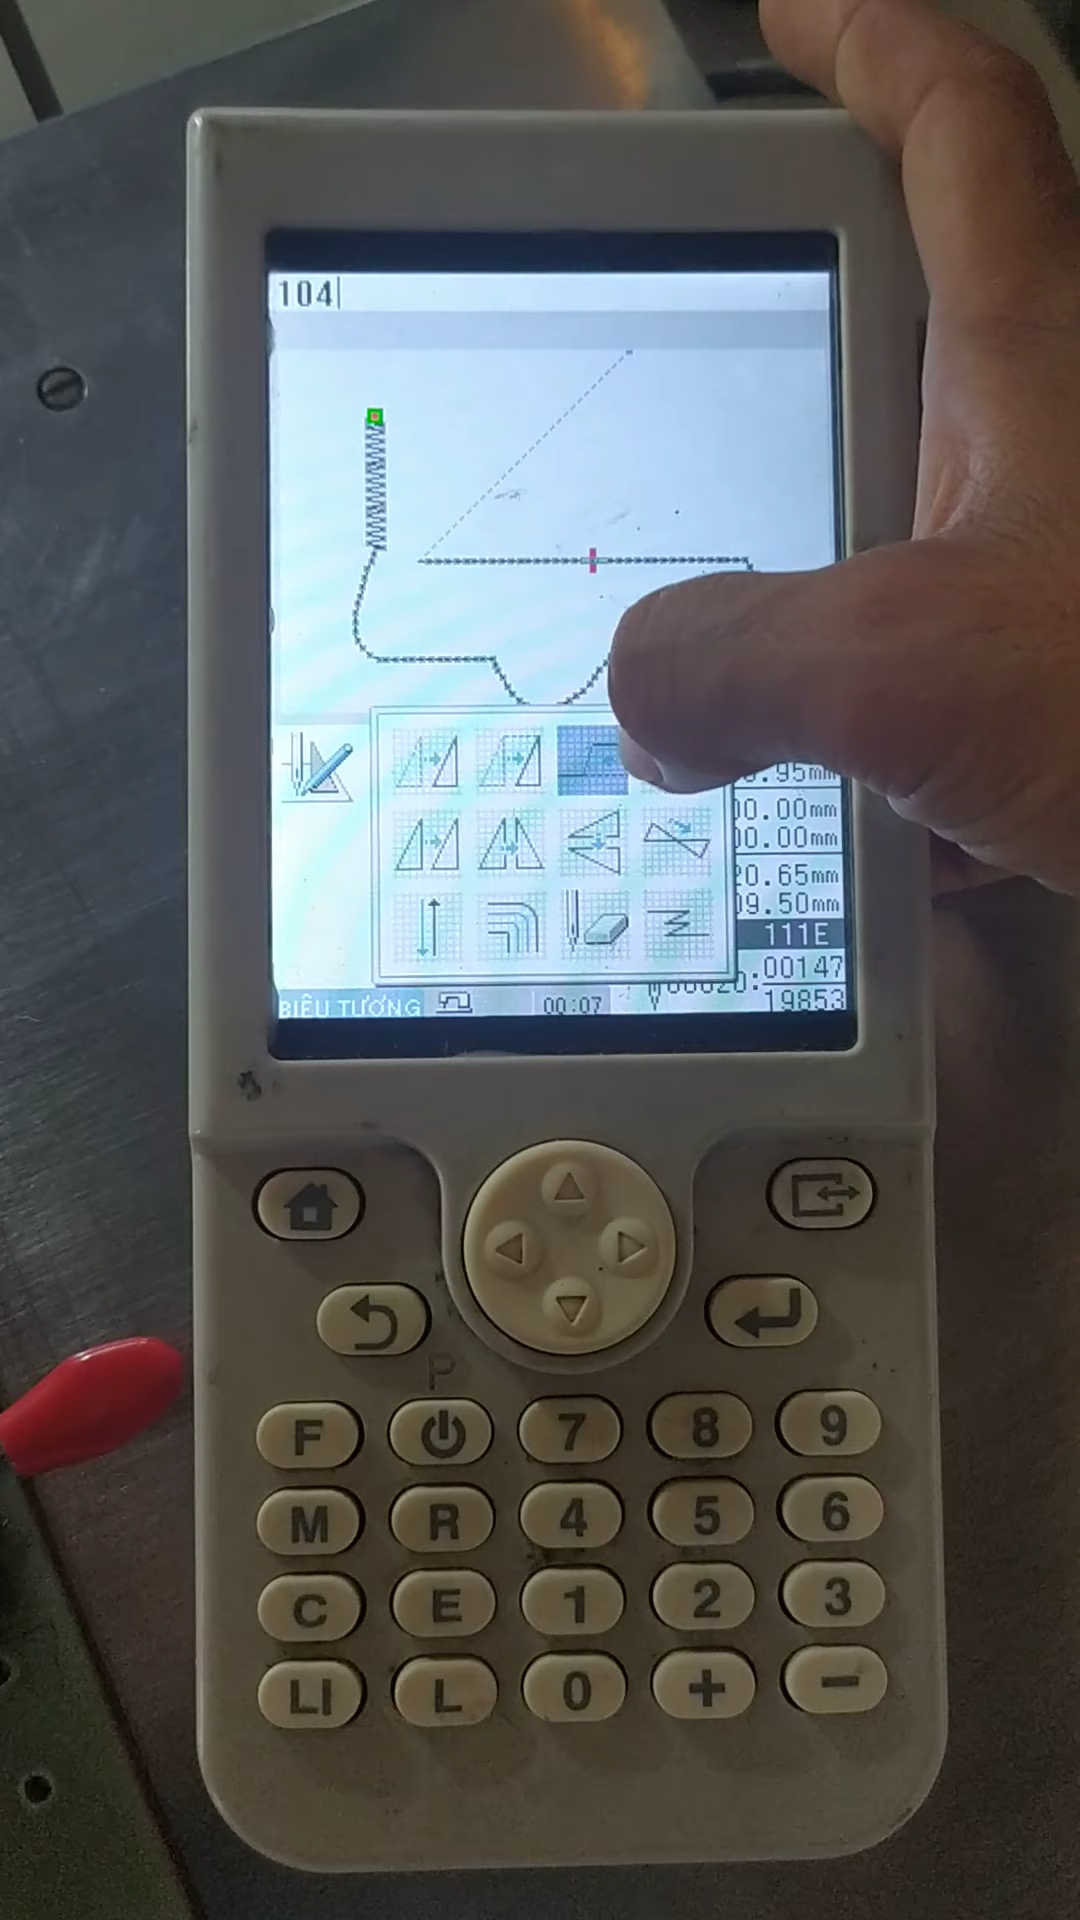 104
.95mm
00.00mm
00.00mm
20.65mm
09.50mm
111E
00020:00147
19853
BIỂU TƯỢNG
00:07
P
F
7
8
9
M
R
4
5
6
C
E
1
2
3
LI
L
0
+
−